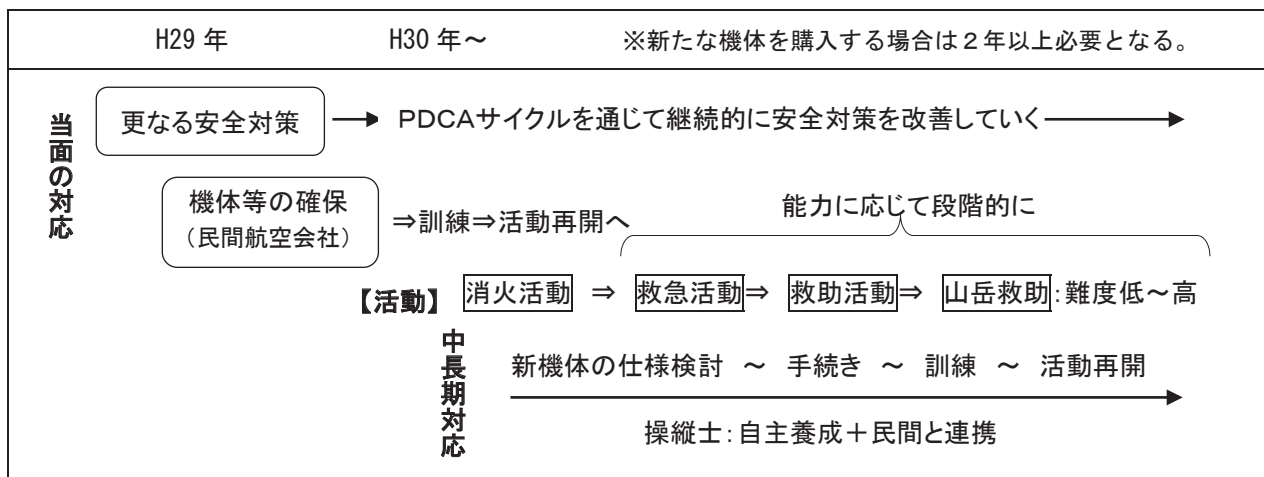 H29 年 H30 年～ ※新たな機体を購入する場合は２年以上必要となる。
当面の対応
更なる安全対策 → PDCAサイクルを通じて継続的に安全対策を改善していく
機体等の確保
（民間航空会社）
⇒訓練⇒活動再開へ
能力に応じて段階的に
【活動】 消火活動 ⇒ 救急活動⇒ 救助活動⇒ 山岳救助：難度低～高
中長期対応
新機体の仕様検討 ～ 手続き ～ 訓練 ～ 活動再開
操縦士：自主養成＋民間と連携